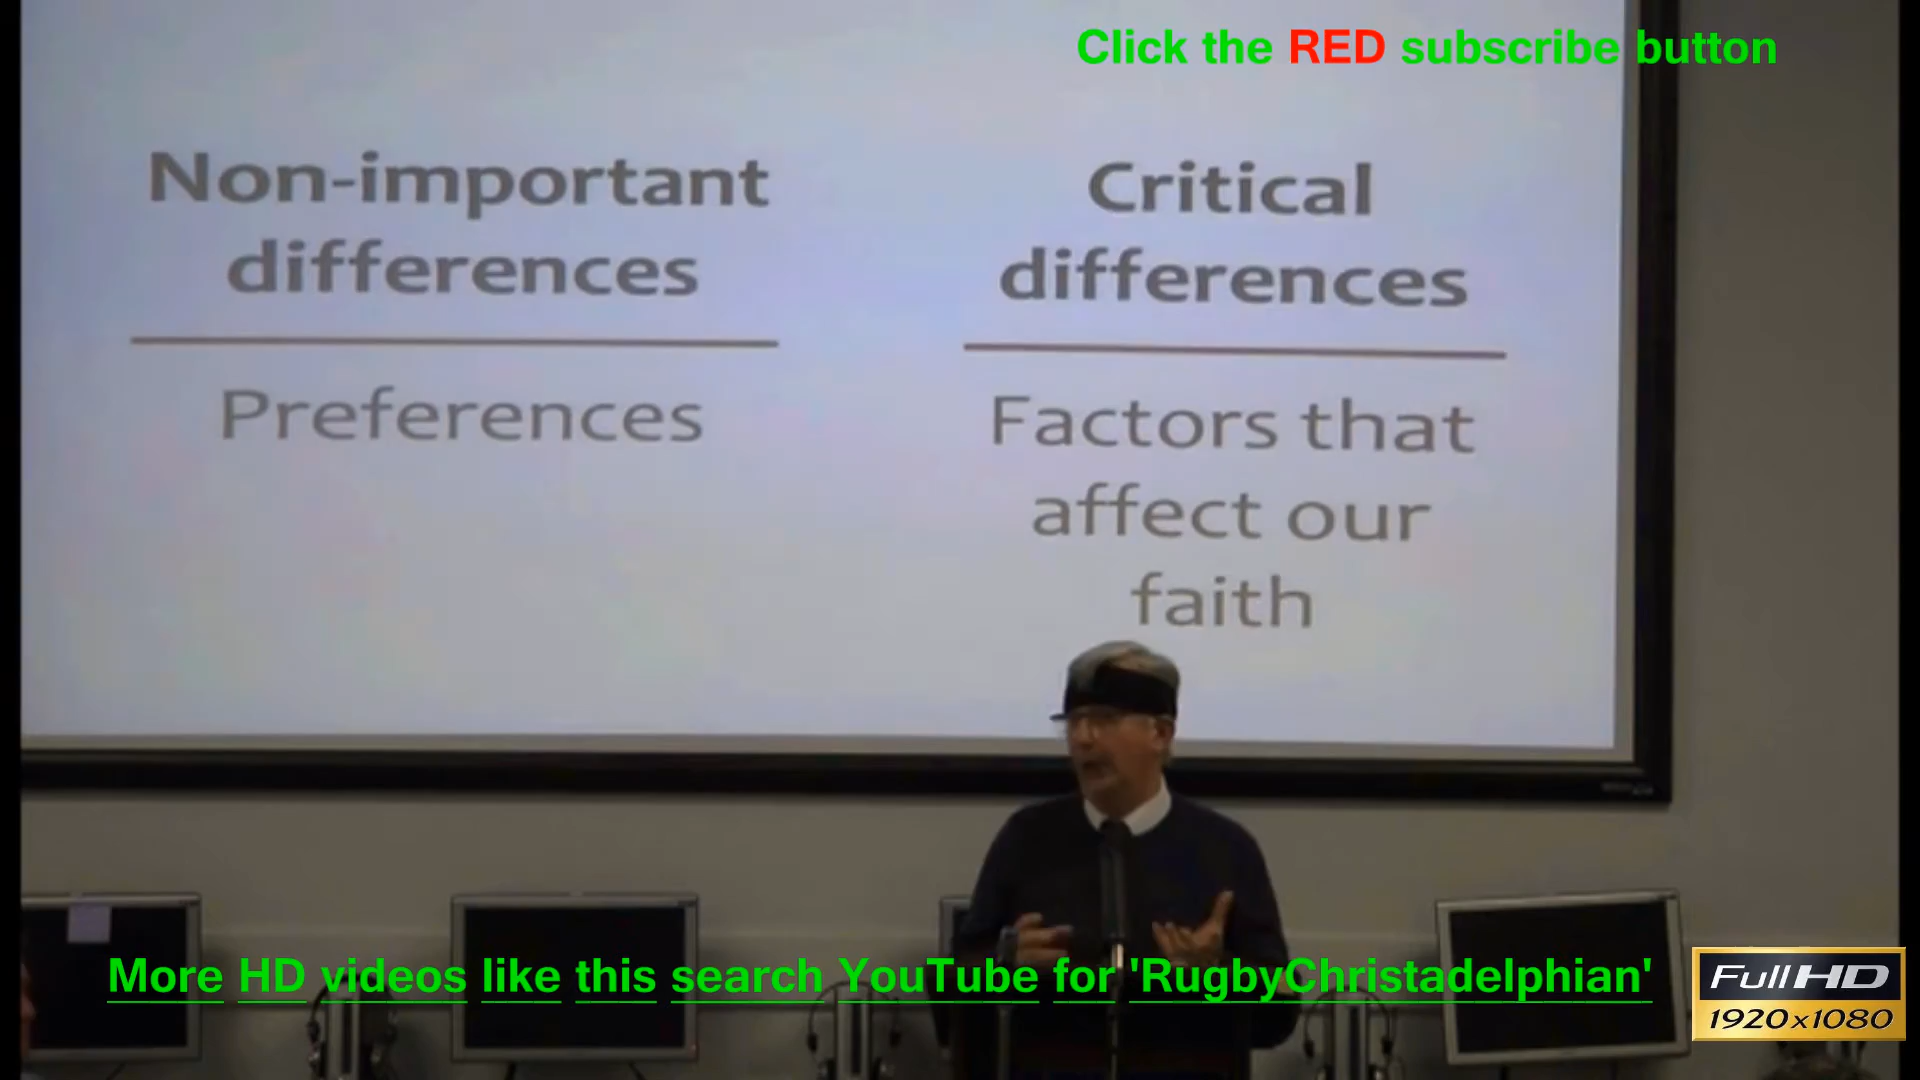 Click the RED subscribe button
Non-important
differences
Preferences
Critical
differences
Factors that
affect our
faith
More HD videos like this search YouTube for 'RugbyChristadelphian'
Full HD
1920x1080